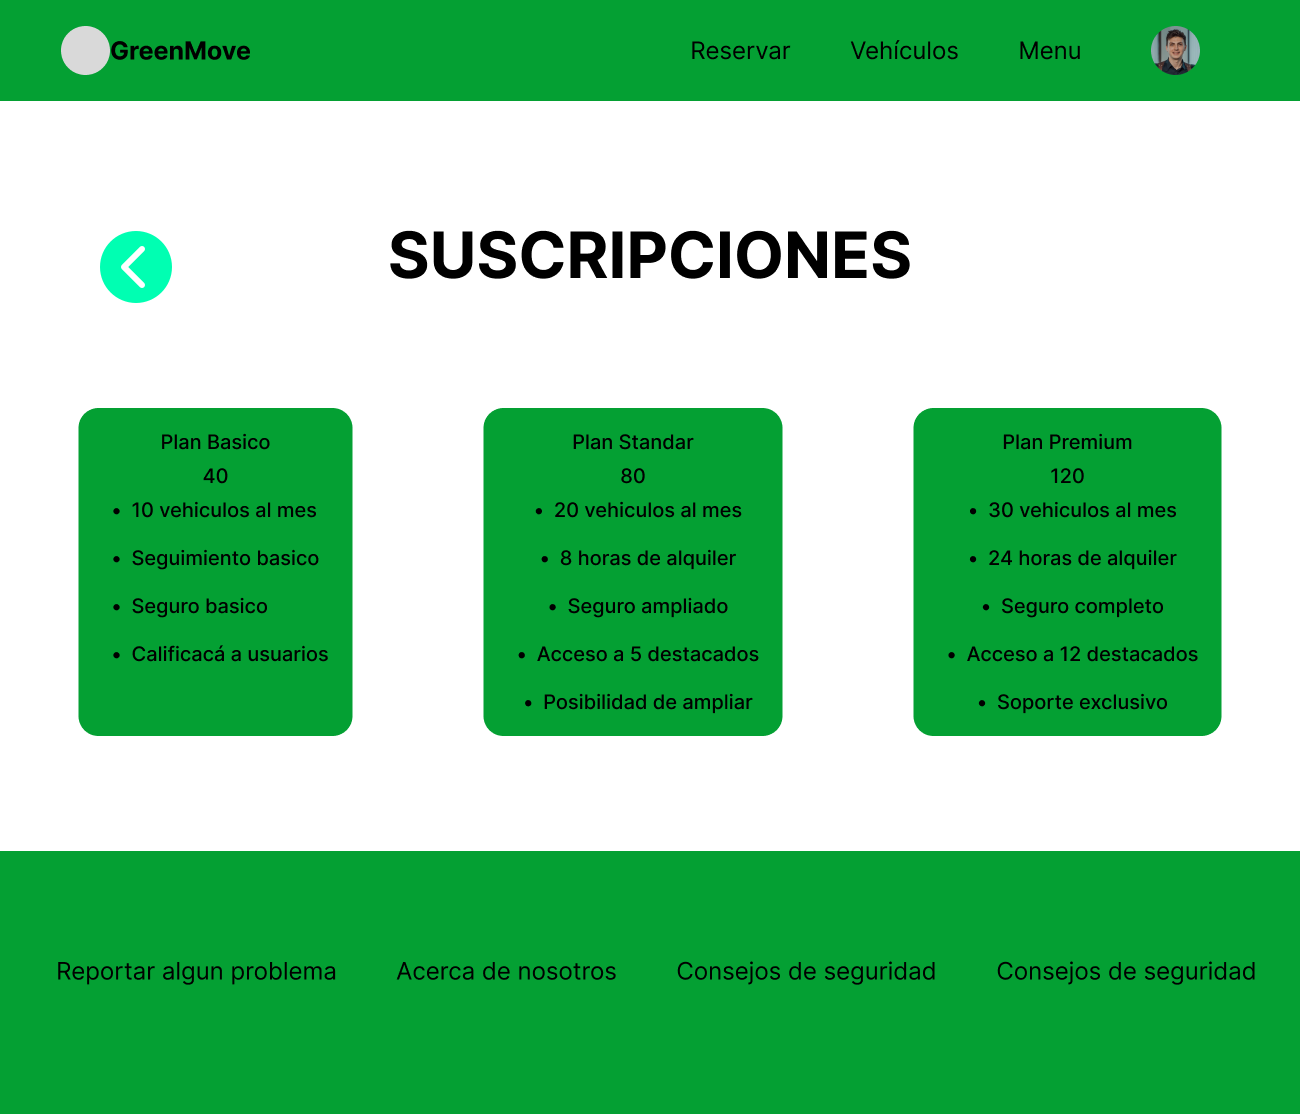 GreenMove
Reservar
Vehículos
Menu
SUSCRIPCIONES
Plan Basico
40
• 10 vehiculos al mes
• Seguimiento basico
• Seguro basico
• Calificacá a usuarios
Plan Standar
80
• 20 vehiculos al mes
• 8 horas de alquiler
• Seguro ampliado
• Acceso a 5 destacados
• Posibilidad de ampliar
Plan Premium
120
• 30 vehiculos al mes
• 24 horas de alquiler
• Seguro completo
• Acceso a 12 destacados
• Soporte exclusivo
Reportar algun problema
Acerca de nosotros
Consejos de seguridad
Consejos de seguridad